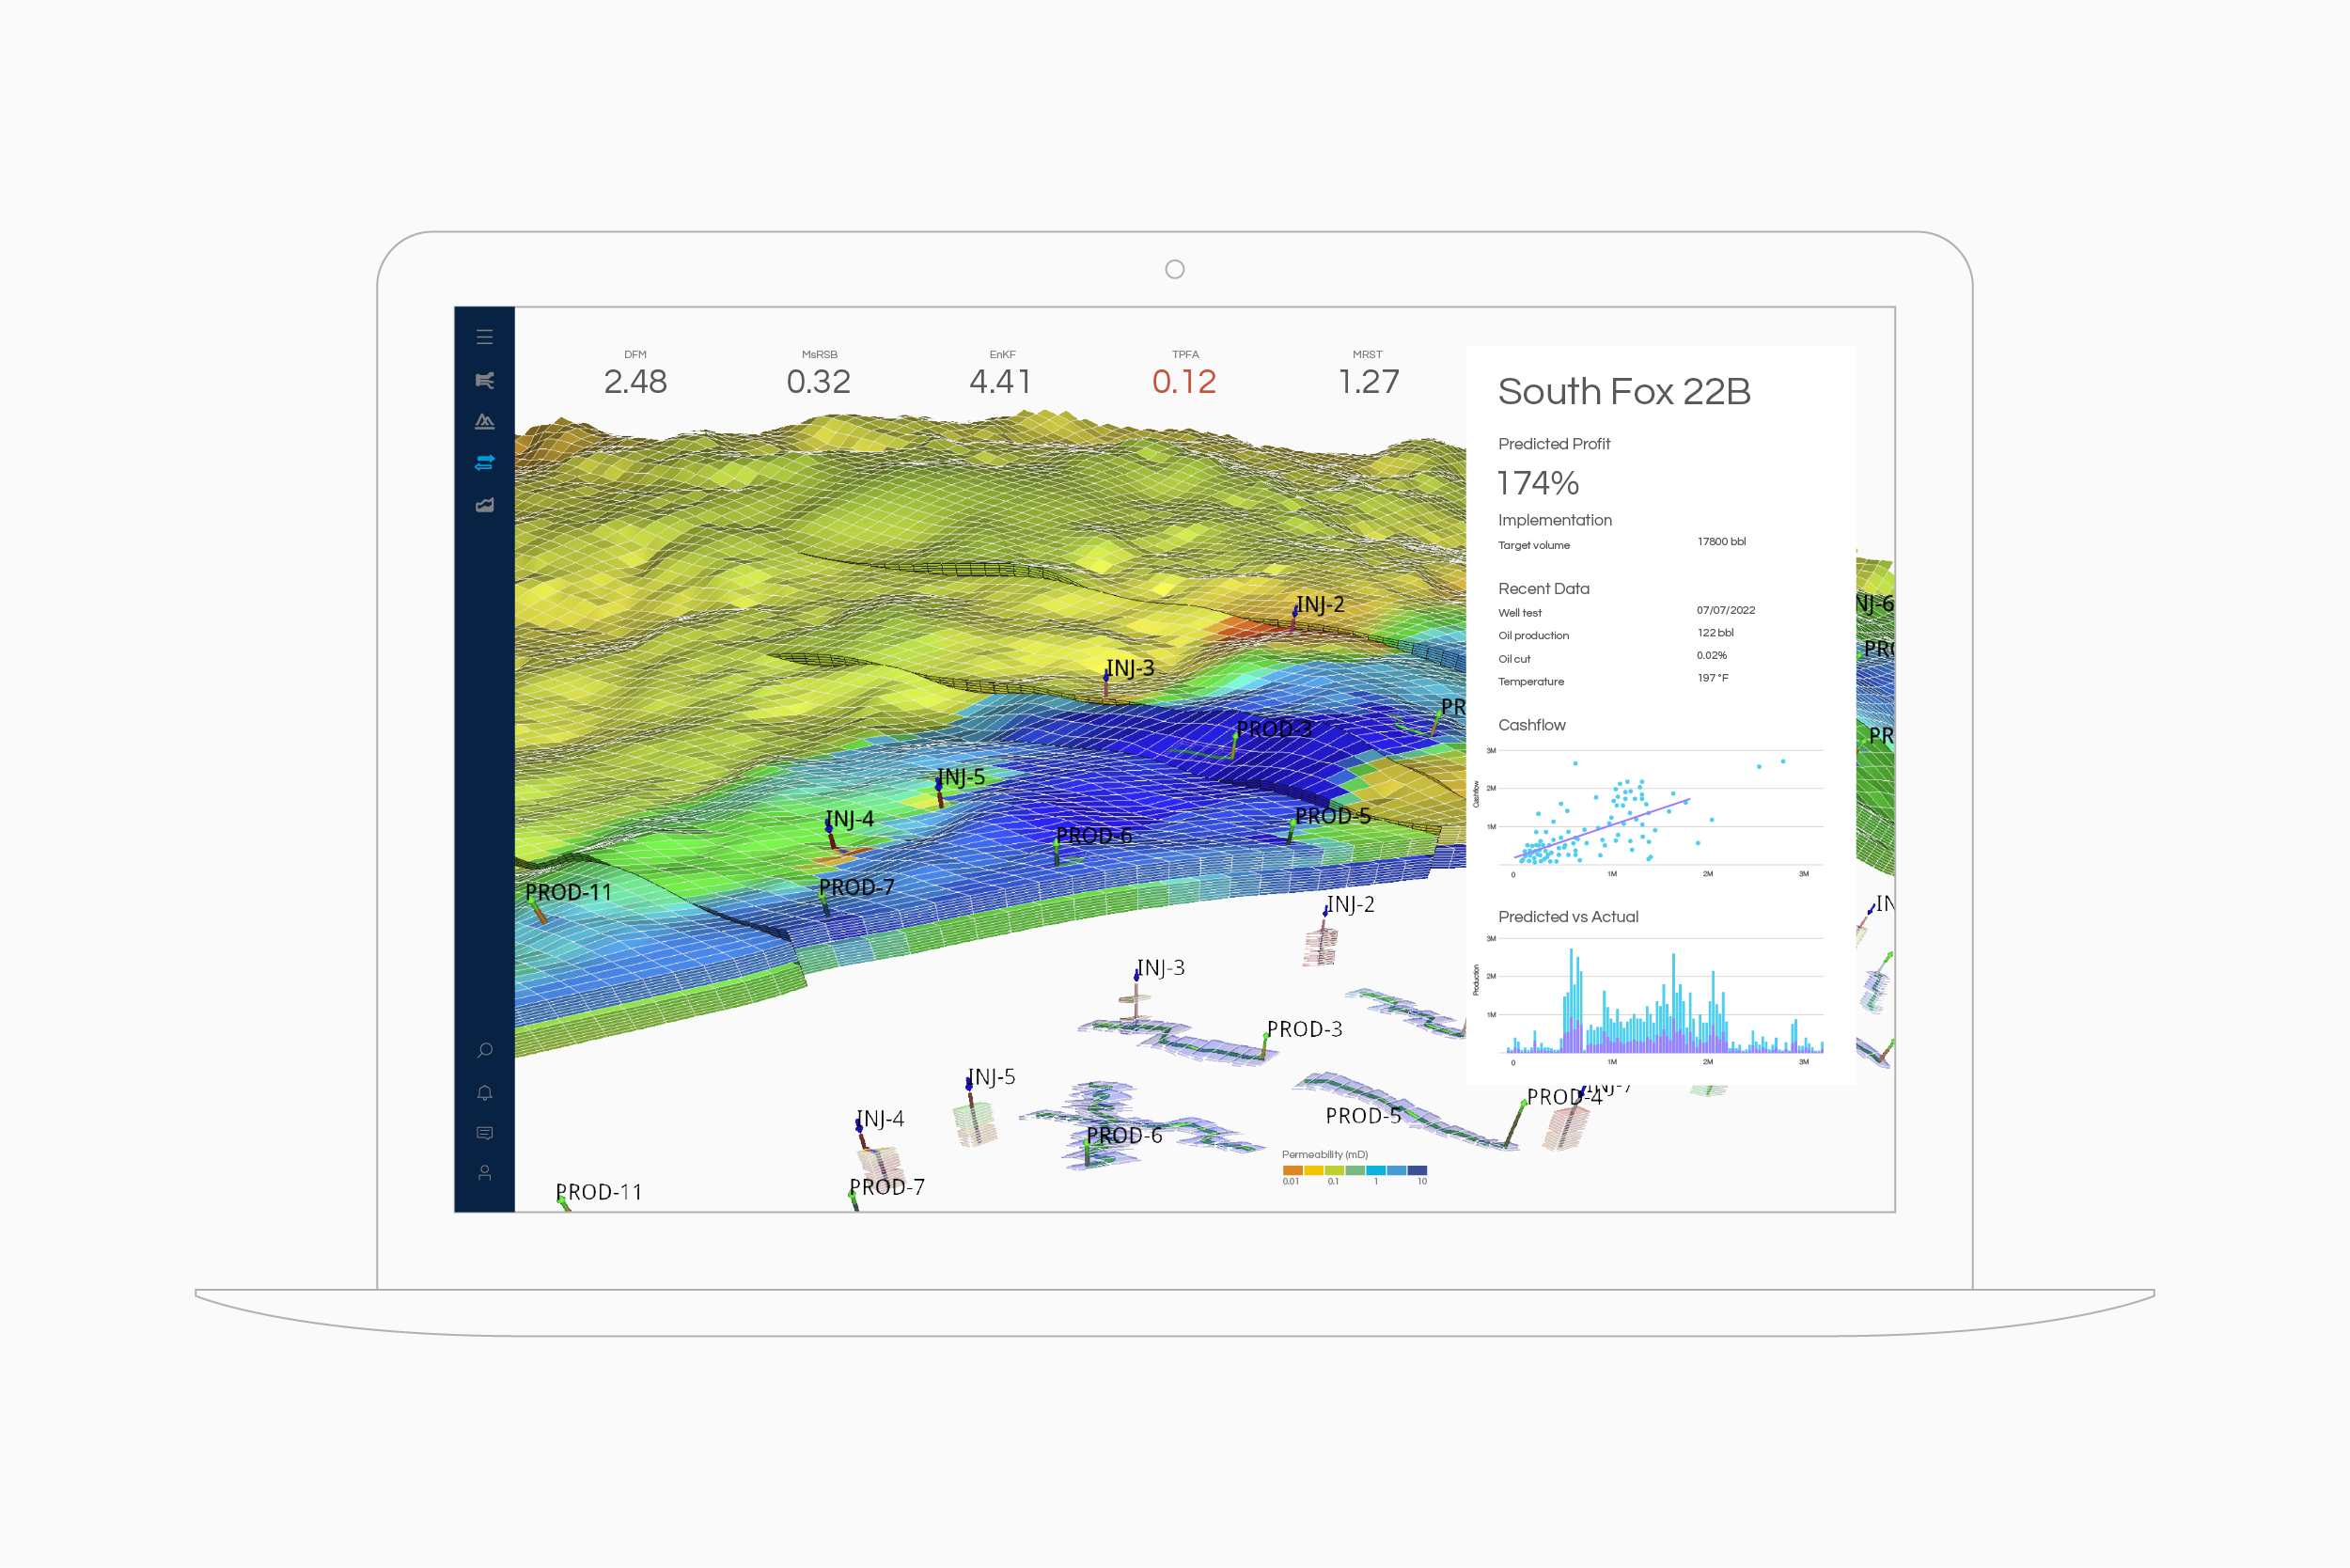 DFM
2.48
MsRSB
0.32
EnKF
4.41
TPFA
0.12
MRST
1.27
INJ-2
INJ-3
PROD-3
PR
INJ-5
INJ-4
PROD-6
PROD-5
PROD-7
PROD-11
INJ-2
INJ-3
PROD-3
INJ-5
INJ-4
PROD-6
PROD-5
PROD-4
INJ-7
PROD-7
PROD-11
Permeability (mD)
0.01 0.1 1 10
South Fox 22B
Predicted Profit
174%
Implementation
Target volume 17800 bbl
Recent Data
Well test 07/07/2022
Oil production 122 bbl
Oil cut 0.02%
Temperature 197 °F
Cashflow
Cashflow
3M
2M
1M
0 1M 2M 3M
Predicted vs Actual
Production
3M
2M
1M
0 1M 2M 3M
NJ-6
PRO
PR
IN